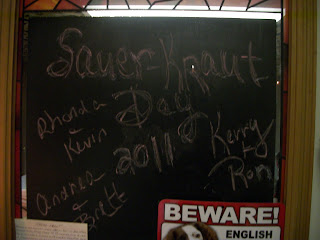 Sauer-Kraut
Day
2011
Rhonda
&
Kevin
Kerry
&
Ron
Andrea
&
Brett
BEWARE!
ENGLISH